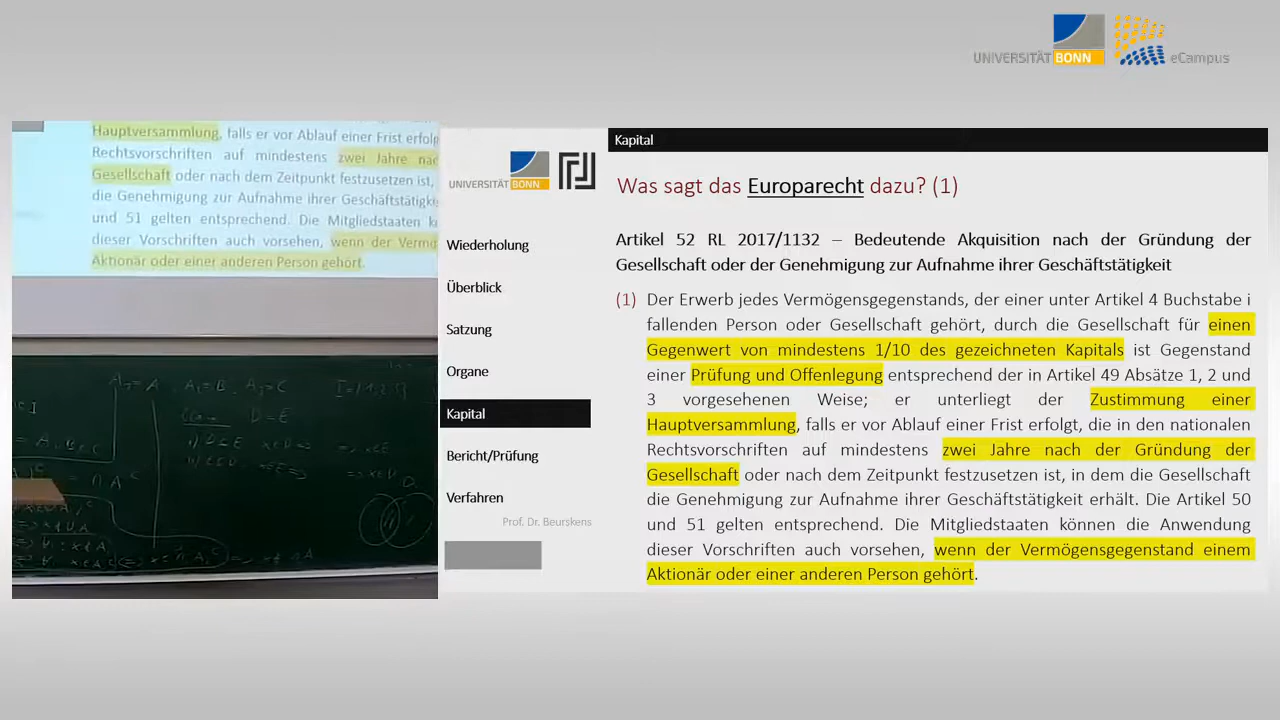 UNIVERSITÄT BONN
eCampus
Hauptversammlung, falls er vor Ablauf einer Frist erfolg
Rechtsvorschriften auf mindestens zwei Jahre nac
Gesellschaft oder nach dem Zeitpunkt festzusetzen ist,
die Genehmigung zur Aufnahme ihrer Geschäftstätigke
und 51 gelten entsprechend. Die Mitgliedstaaten k
dieser Vorschriften auch vorsehen, wenn der Vermö
Aktionär oder einer anderen Person gehört.
UNIVERSITÄT BONN
Wiederholung
Überblick
Satzung
Organe
Kapital
Bericht/Prüfung
Verfahren
Prof. Dr. Beurskens
Kapital
Was sagt das Europarecht dazu? (1)
Artikel 52 RL 2017/1132 – Bedeutende Akquisition nach der Gründung der
Gesellschaft oder der Genehmigung zur Aufnahme ihrer Geschäftstätigkeit
(1) Der Erwerb jedes Vermögensgegenstands, der einer unter Artikel 4 Buchstabe i
fallenden Person oder Gesellschaft gehört, durch die Gesellschaft für einen
Gegenwert von mindestens 1/10 des gezeichneten Kapitals ist Gegenstand
einer Prüfung und Offenlegung entsprechend der in Artikel 49 Absätze 1, 2 und
3 vorgesehenen Weise; er unterliegt der Zustimmung einer
Hauptversammlung, falls er vor Ablauf einer Frist erfolgt, die in den nationalen
Rechtsvorschriften auf mindestens zwei Jahre nach der Gründung der
Gesellschaft oder nach dem Zeitpunkt festzusetzen ist, in dem die Gesellschaft
die Genehmigung zur Aufnahme ihrer Geschäftstätigkeit erhält. Die Artikel 50
und 51 gelten entsprechend. Die Mitgliedstaaten können die Anwendung
dieser Vorschriften auch vorsehen, wenn der Vermögensgegenstand einem
Aktionär oder einer anderen Person gehört.